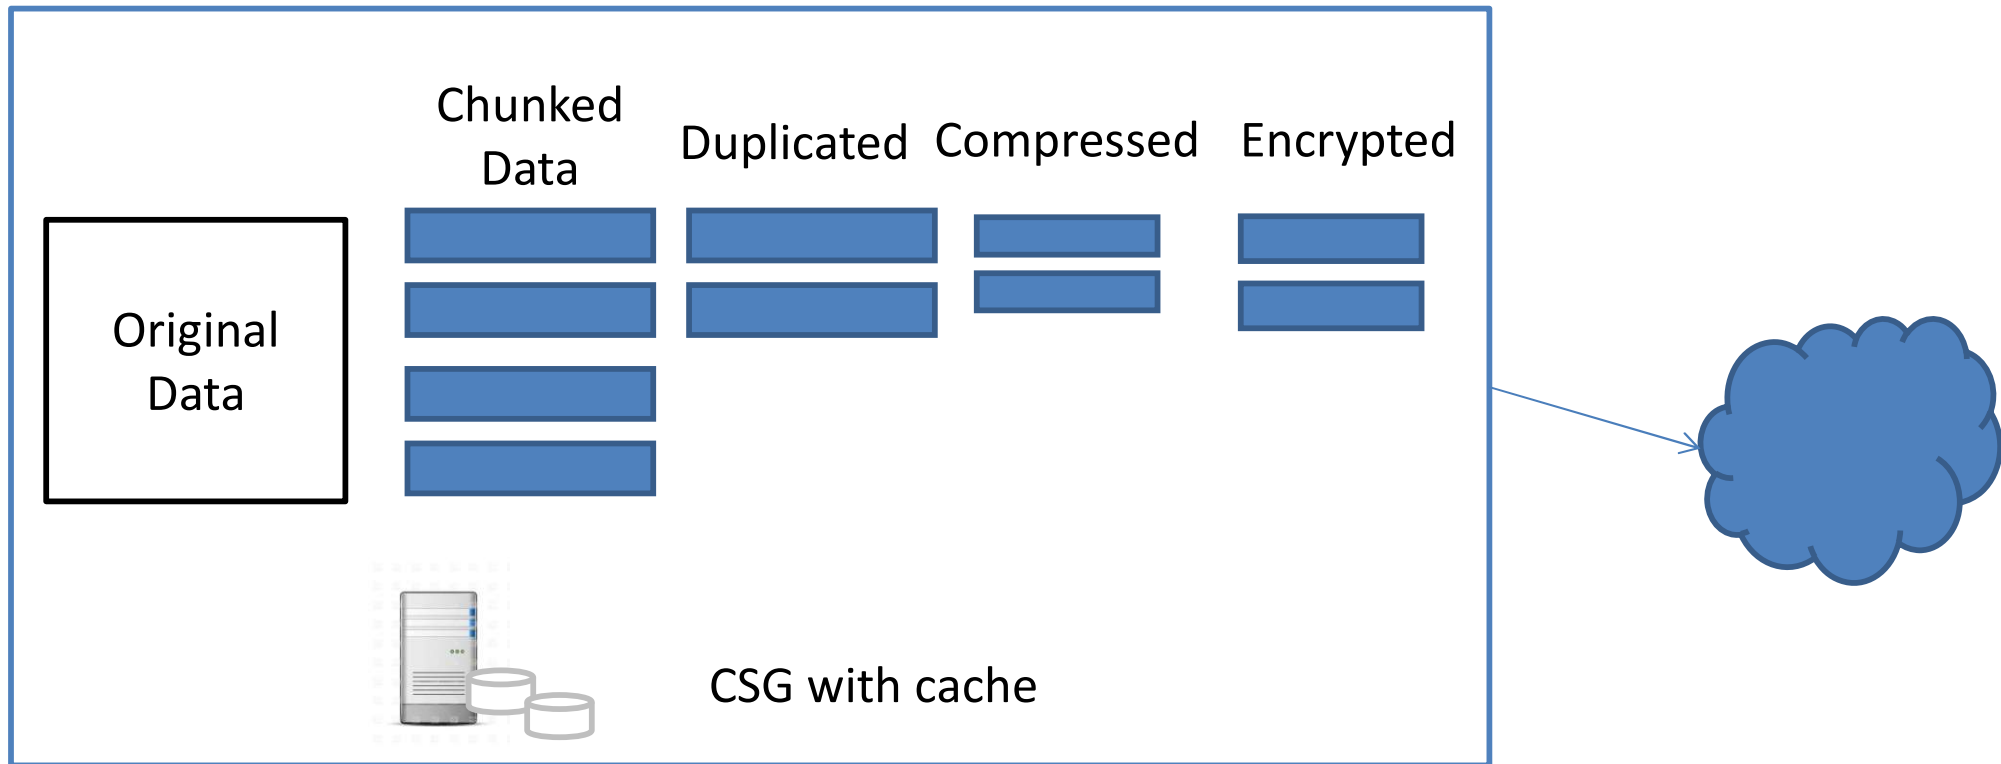 Chunked
Data
Duplicated
Compressed
Encrypted
Original
Data
CSG with cache